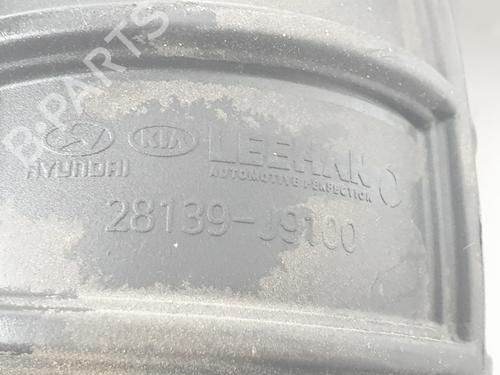 B-PARTS
HYUNDAI
KIA
LEEHAN
AUTOMOTIVE PERFECTION
28139-J9100